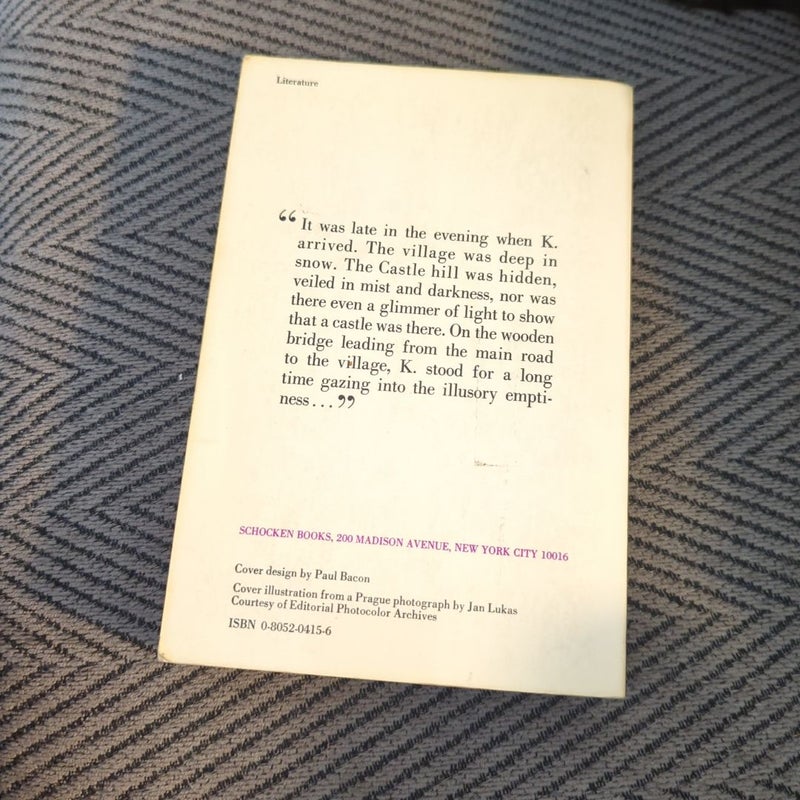 Literature
“It was late in the evening when K.
arrived. The village was deep in
snow. The Castle hill was hidden,
veiled in mist and darkness, nor was
there even a glimmer of light to show
that a castle was there. On the wooden
bridge leading from the main road
to the village, K. stood for a long
time gazing into the illusory empti-
ness...”
SCHOCKEN BOOKS, 200 MADISON AVENUE, NEW YORK CITY 10016
Cover design by Paul Bacon
Cover illustration from a Prague photograph by Jan Lukas
Courtesy of Editorial Photocolor Archives
ISBN 0-8052-0415-6